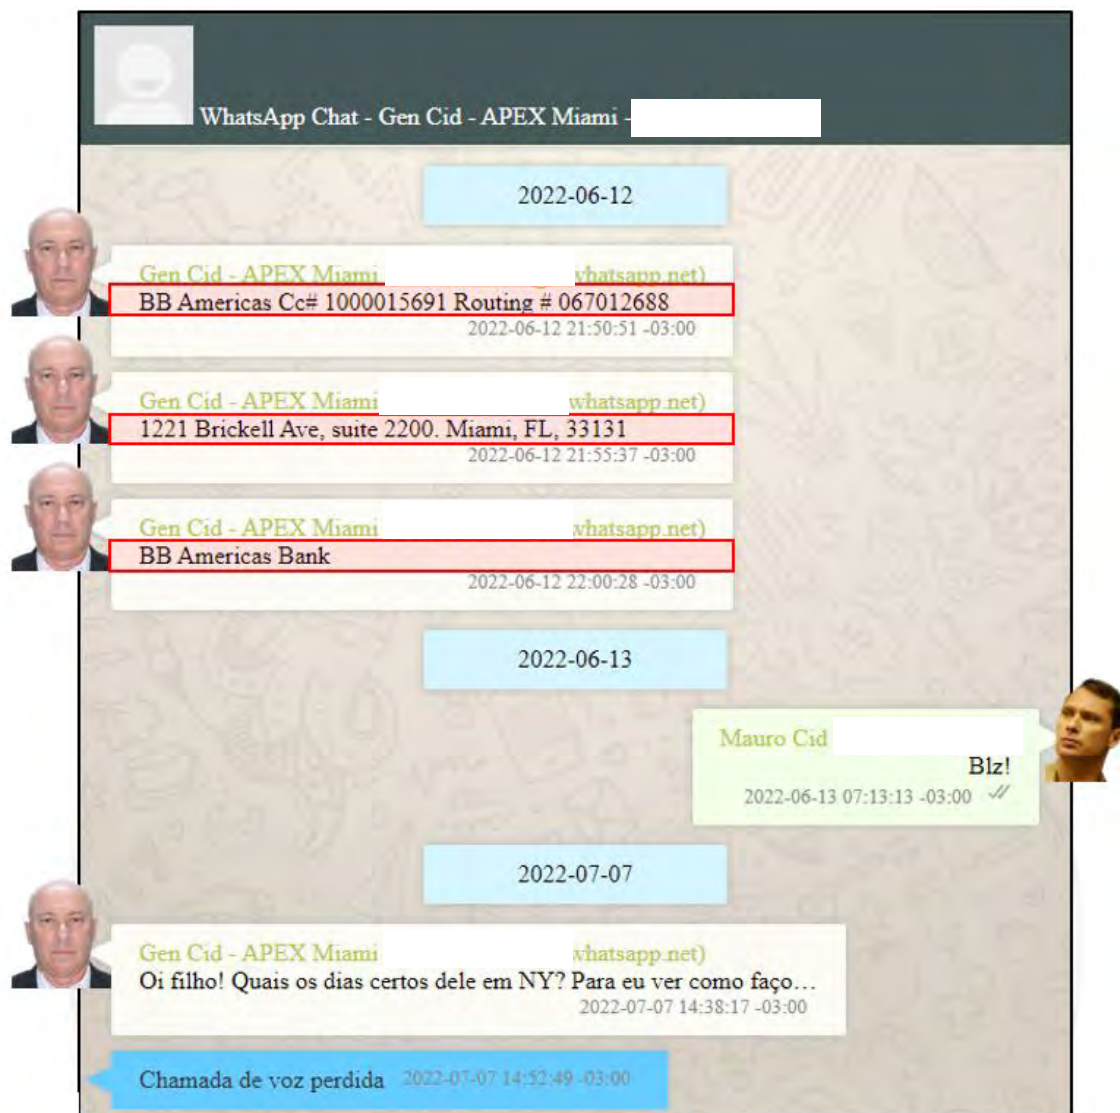 WhatsApp Chat - Gen Cid - APEX Miami -
2022-06-12
Gen Cid - APEX Miami whatsapp.net)
BB Americas Cc# 1000015691 Routing # 067012688
2022-06-12 21:50:51 -03:00
Gen Cid - APEX Miami whatsapp.net)
1221 Brickell Ave, suite 2200. Miami, FL, 33131
2022-06-12 21:55:37 -03:00
Gen Cid - APEX Miami whatsapp.net)
BB Americas Bank
2022-06-12 22:00:28 -03:00
2022-06-13
Mauro Cid
Blz!
2022-06-13 07:13:13 -03:00
2022-07-07
Gen Cid - APEX Miami whatsapp.net)
Oi filho! Quais os dias certos dele em NY? Para eu ver como faço…
2022-07-07 14:38:17 -03:00
Chamada de voz perdida 2022-07-07 14:52:49 -03:00